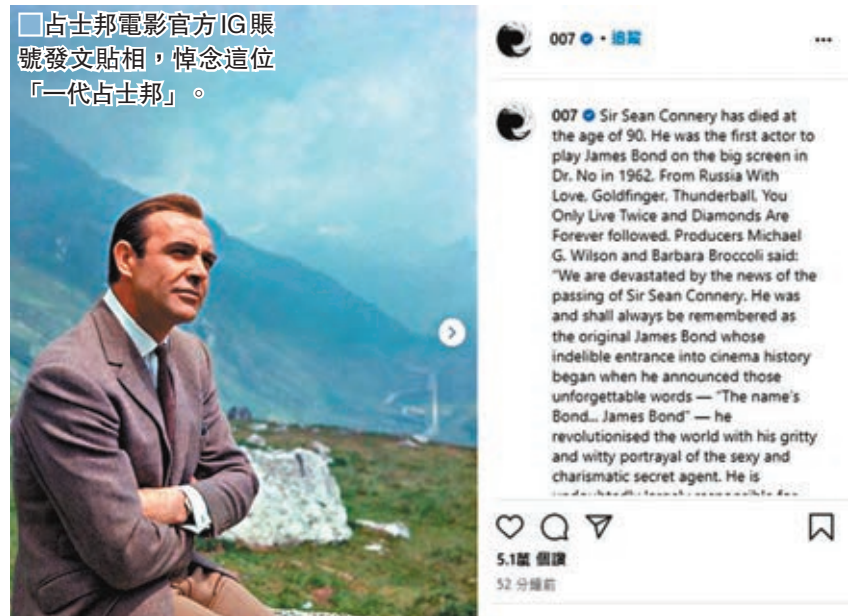 □占士邦電影官方IG賬
號發文貼相，悼念這位
「一代占士邦」。
007 • 追蹤
007 Sir Sean Connery has died at
the age of 90. He was the first actor to
play James Bond on the big screen in
Dr. No in 1962. From Russia With
Love, Goldfinger, Thunderball, You
Only Live Twice and Diamonds Are
Forever followed. Producers Michael
G. Wilson and Barbara Broccoli said:
"We are devastated by the news of the
passing of Sir Sean Connery. He was
and shall always be remembered as
the original James Bond whose
indelible entrance into cinema history
began when he announced those
unforgettable words — "The name's
Bond... James Bond" — he
revolutionised the world with his gritty
and witty portrayal of the sexy and
charismatic secret agent. He is
5.1萬 個讚
52 分鐘前